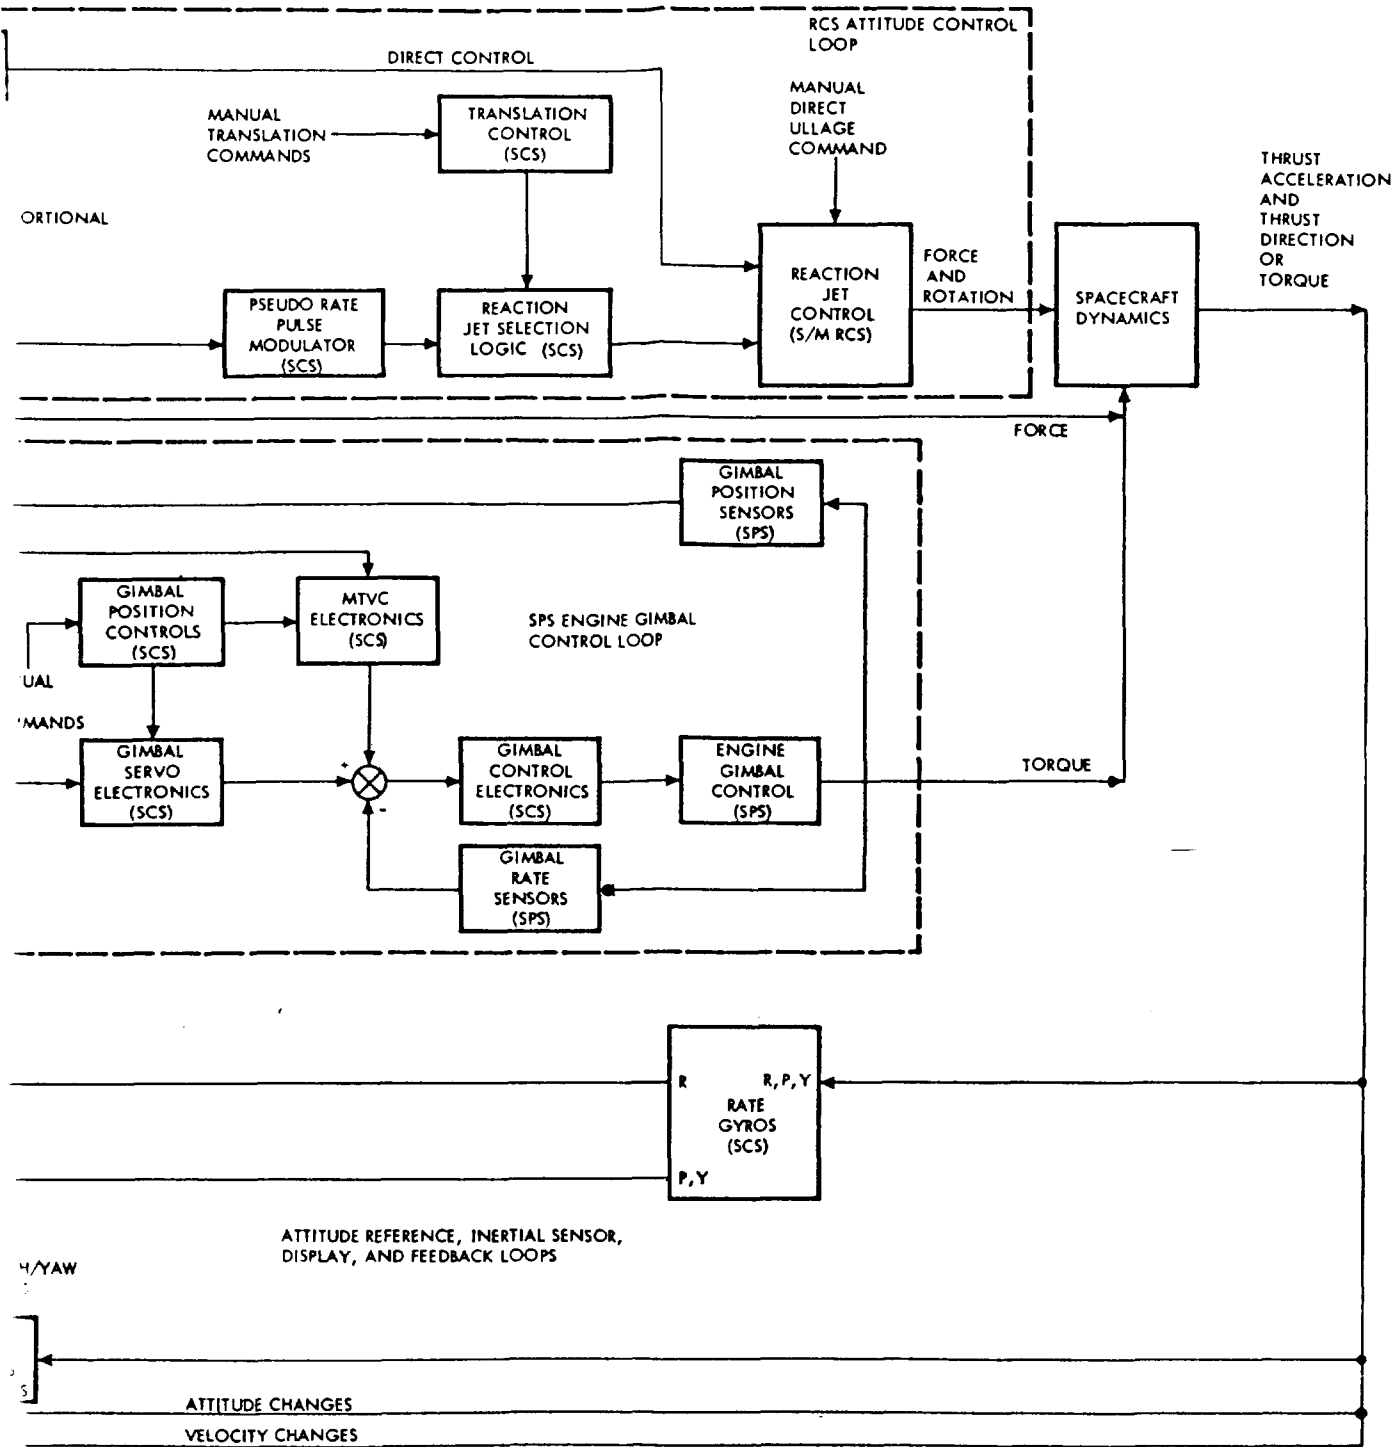 RCS ATTITUDE CONTROL
LOOP
DIRECT CONTROL
MANUAL
TRANSLATION
COMMANDS
TRANSLATION
CONTROL
(SCS)
MANUAL
DIRECT
ULLAGE
COMMAND
THRUST
ACCELERATION
AND
THRUST
DIRECTION
OR
TORQUE
ORTIONAL
PSEUDO RATE
PULSE
MODULATOR
(SCS)
REACTION
JET SELECTION
LOGIC (SCS)
REACTION
JET
CONTROL
(S/M RCS)
FORCE
AND
ROTATION
SPACECRAFT
DYNAMICS
FORCE
GIMBAL
POSITION
SENSORS
(SPS)
GIMBAL
POSITION
CONTROLS
(SCS)
MTVC
ELECTRONICS
(SCS)
SPS ENGINE GIMBAL
CONTROL LOOP
UAL
MANDS
GIMBAL
SERVO
ELECTRONICS
(SCS)
+
-
GIMBAL
CONTROL
ELECTRONICS
(SCS)
ENGINE
GIMBAL
CONTROL
(SPS)
TORQUE
GIMBAL
RATE
SENSORS
(SPS)
R R,P,Y
RATE
GYROS
(SCS)
P,Y
ATTITUDE REFERENCE, INERTIAL SENSOR,
DISPLAY, AND FEEDBACK LOOPS
H/YAW
S
ATTITUDE CHANGES
VELOCITY CHANGES